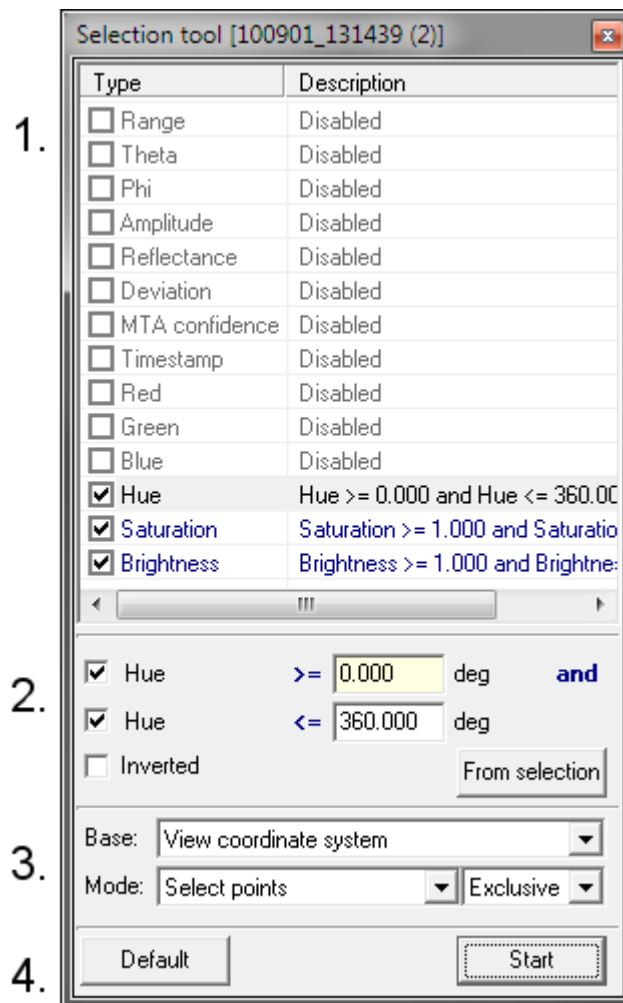 Selection tool [100901_131439 (2)]
Type Description
1.
Range Disabled
Theta Disabled
Phi Disabled
Amplitude Disabled
Reflectance Disabled
Deviation Disabled
MTA confidence Disabled
Timestamp Disabled
Red Disabled
Green Disabled
Blue Disabled
Hue Hue >= 0.000 and Hue <= 360.00
Saturation Saturation >= 1.000 and Saturatio
Brightness Brightness >= 1.000 and Brightne
2.
Hue >= 0.000 deg and
Hue <= 360.000 deg
Inverted From selection
3.
Base: View coordinate system
Mode: Select points Exclusive
4.
Default Start